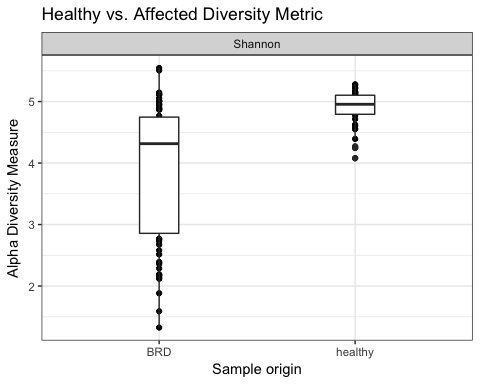 Healthy vs. Affected Diversity Metric
Shannon
Alpha Diversity Measure
5
4
3
2
BRD healthy
Sample origin